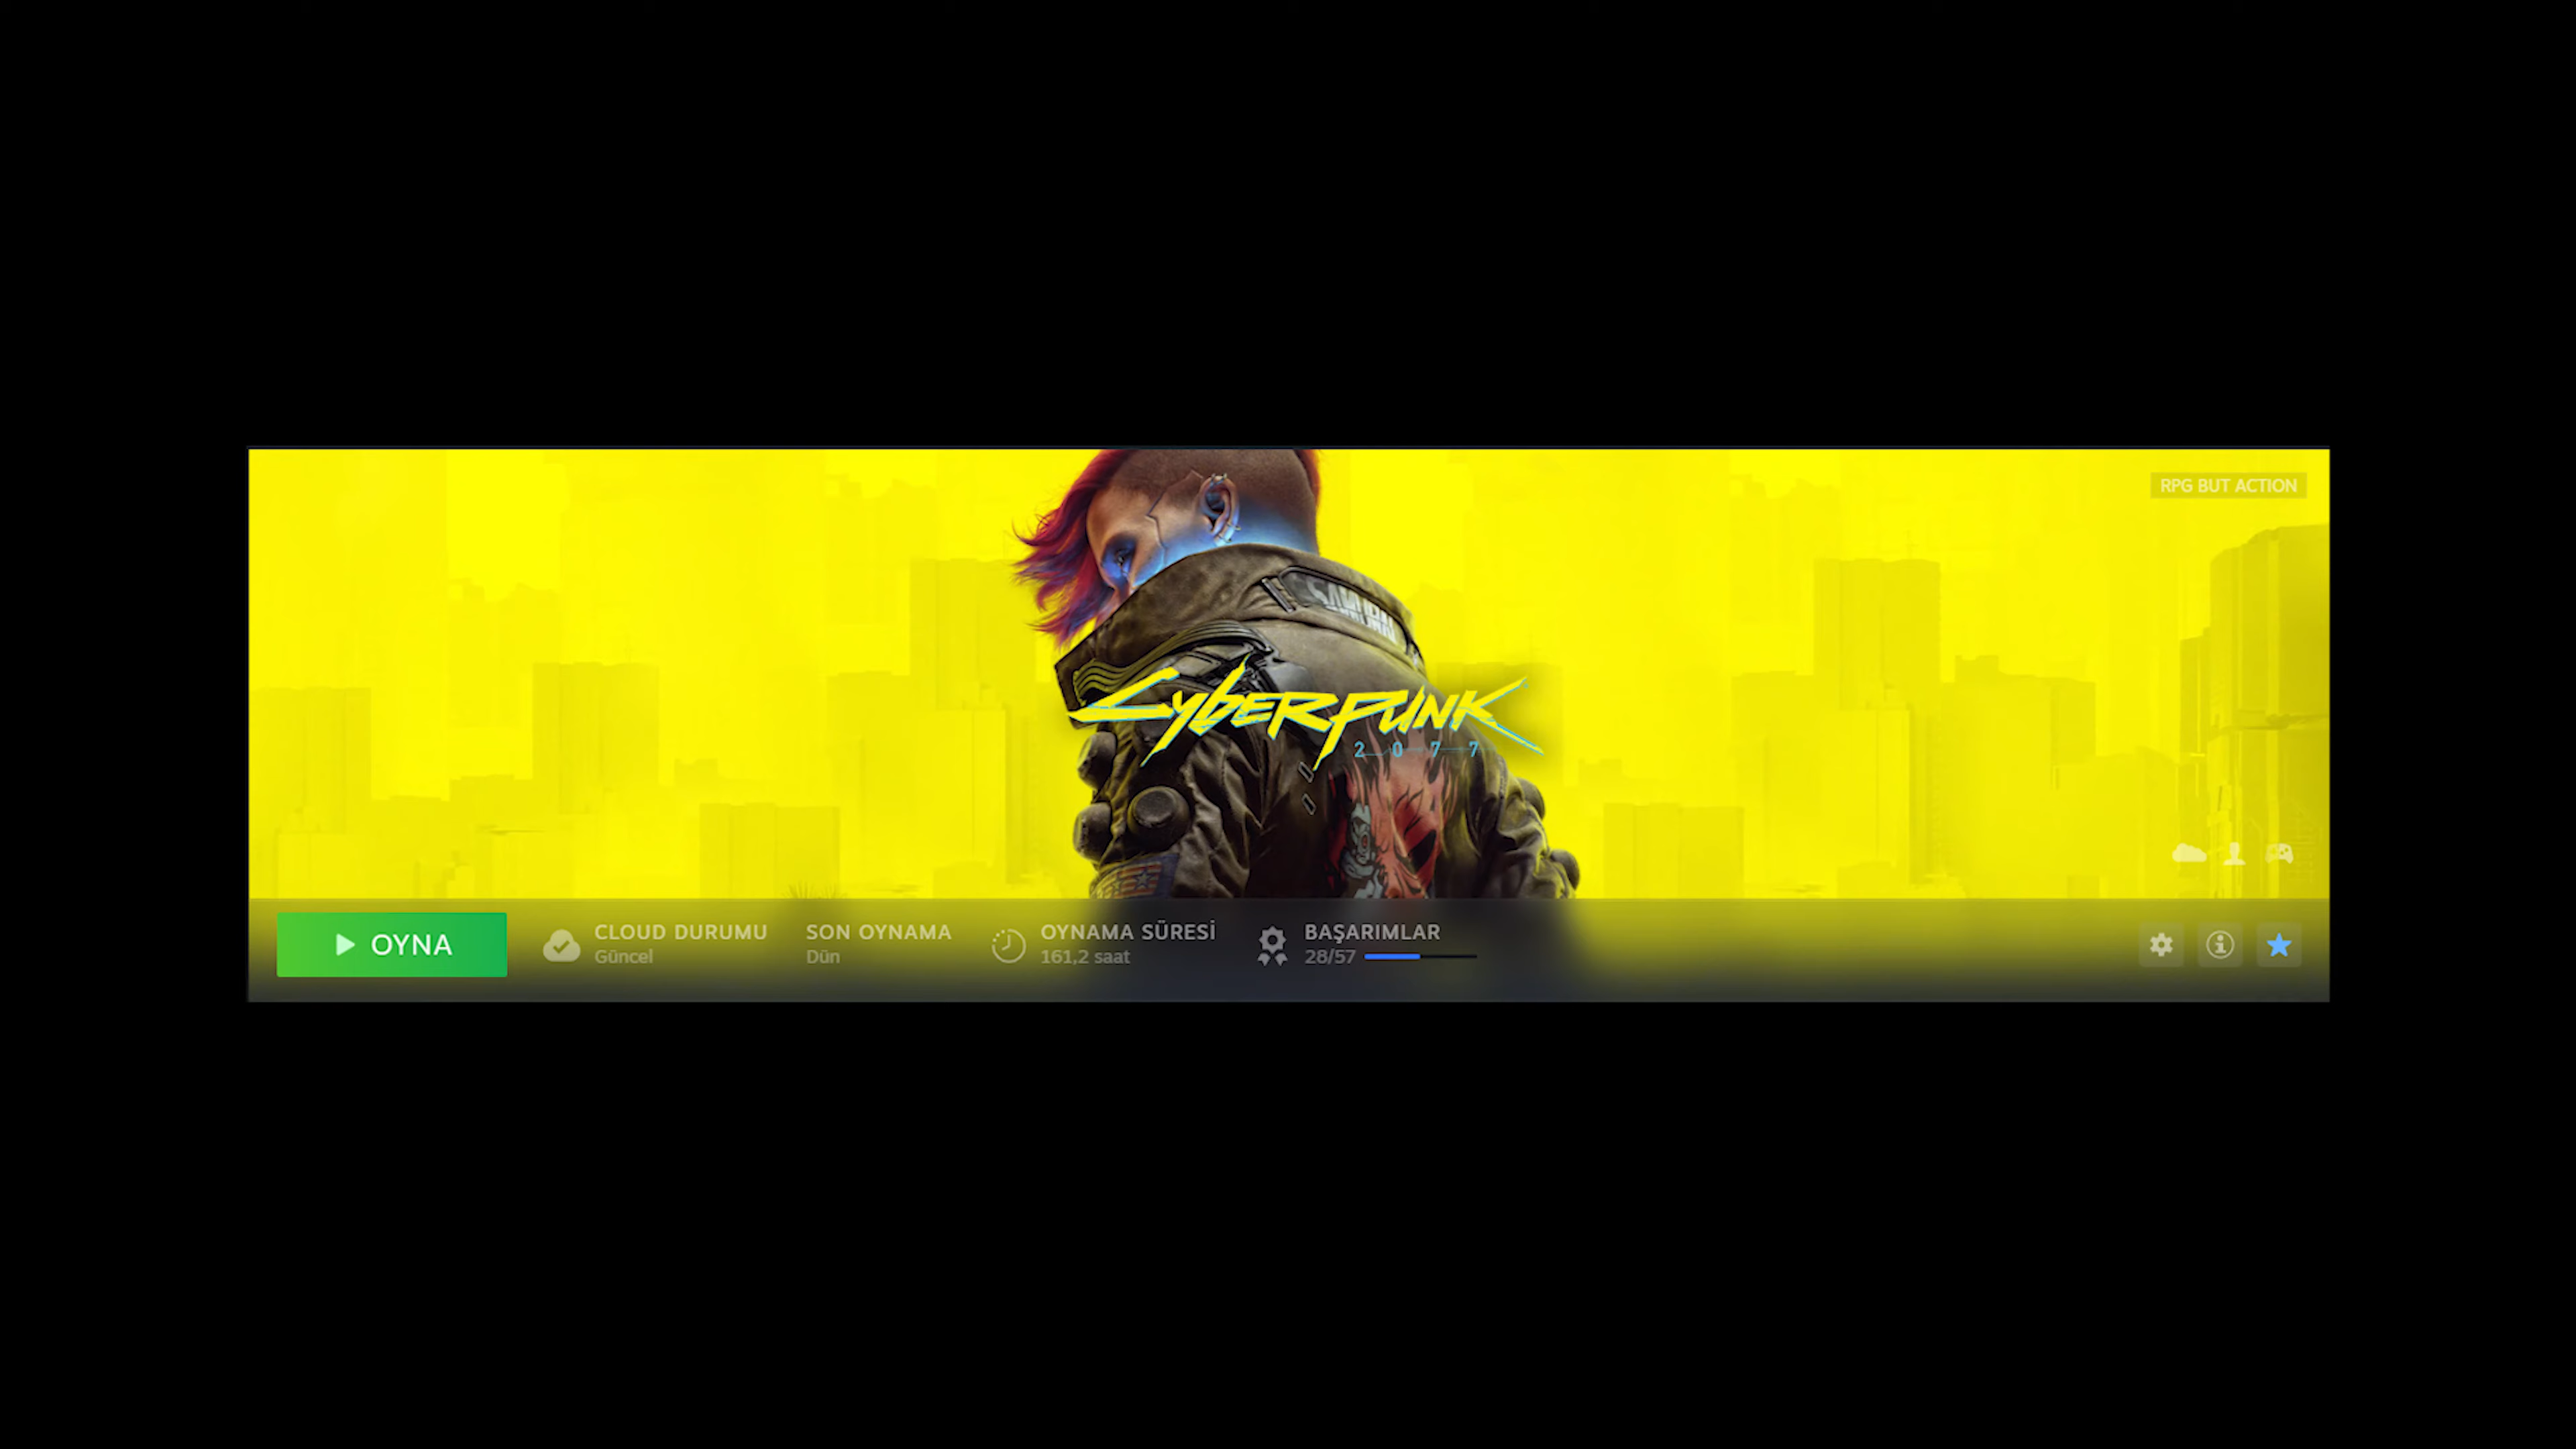 RPG BUT ACTION
SAMURAI
Cyberpunk
2077
OYNA
CLOUD DURUMU
Güncel
SON OYNAMA
Dün
OYNAMA SÜRESİ
161,2 saat
BAŞARIMLAR
28/57